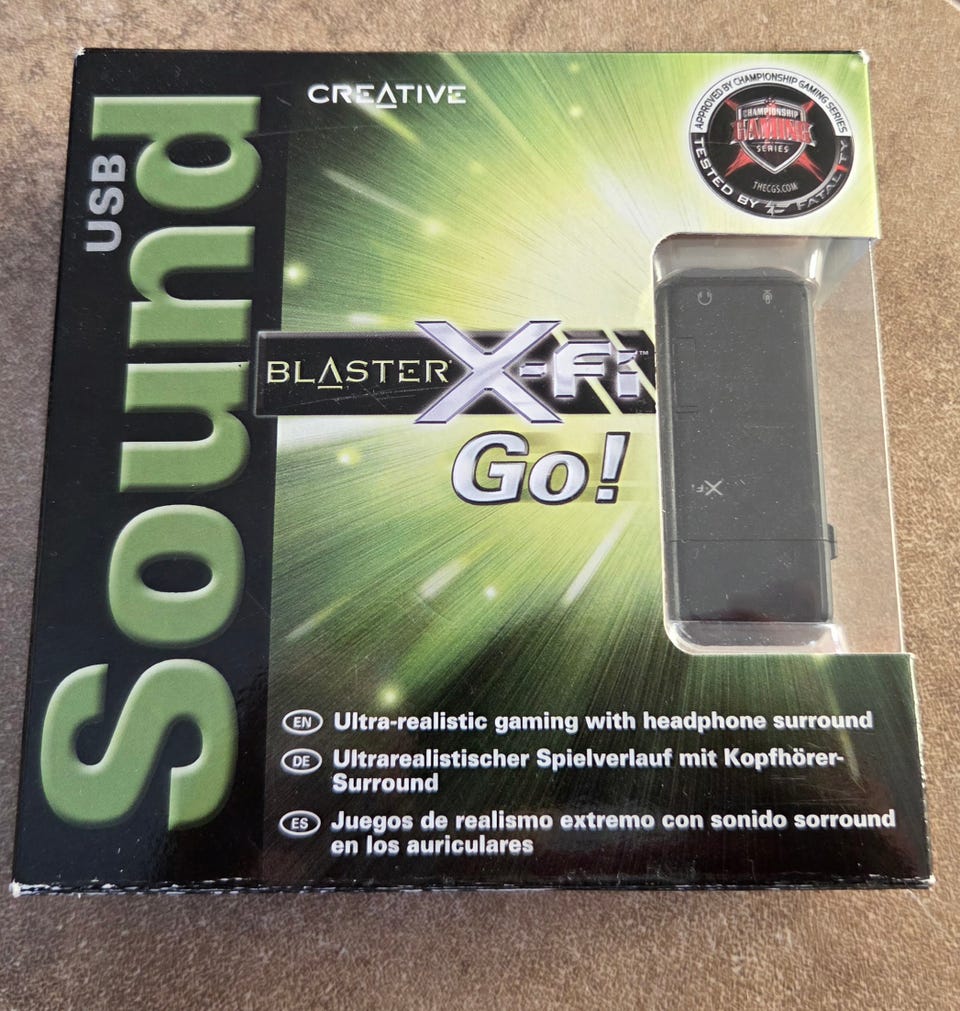 USB
Sound
CREATIVE
APPROVED BY CHAMPIONSHIP GAMING SERIES
CHAMPIONSHIP
GAMING
SERIES
THECGS.COM
TESTED BY FATAL1TY
BLASTER® X-Fi™
Go!
X-Fi
EN Ultra-realistic gaming with headphone surround
DE Ultrarealistischer Spielverlauf mit Kopfhörer-
Surround
ES Juegos de realismo extremo con sonido sorround
en los auriculares